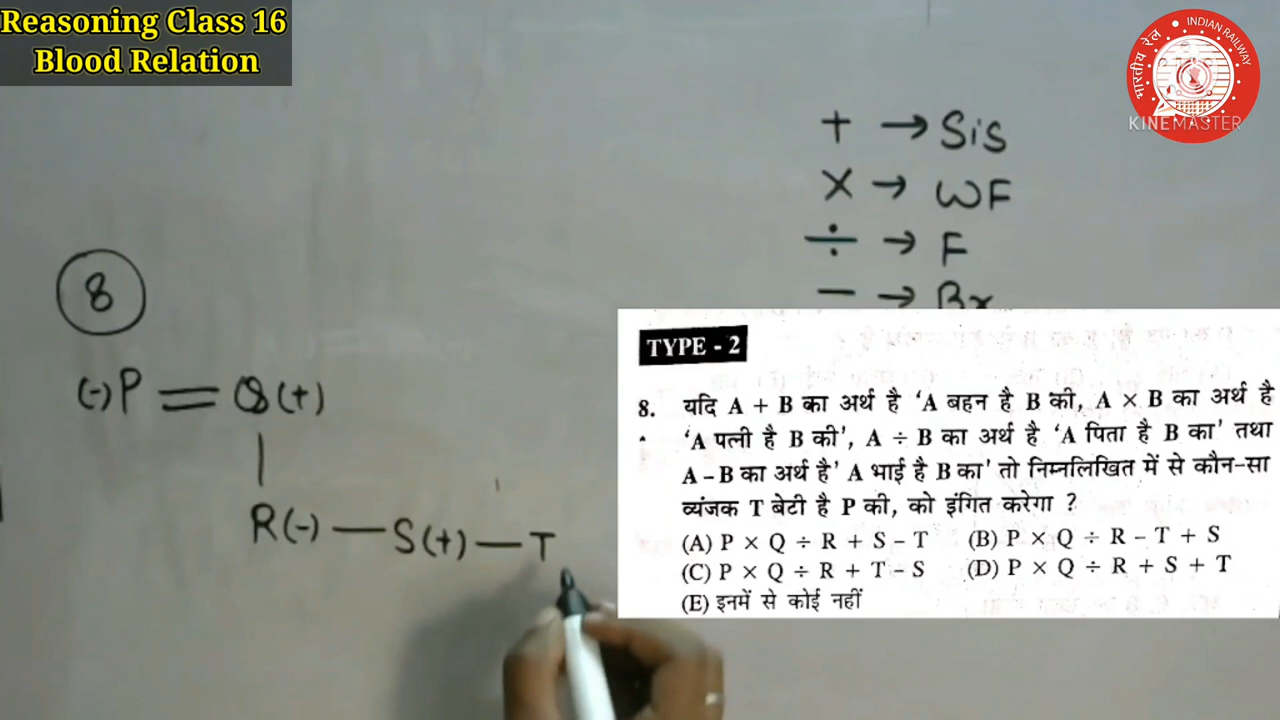 Reasoning Class 16
Blood Relation
भारतीय रेल INDIAN RAILWAY
KINEMASTER
+ → Sis
× → WF
÷ → F
− → Br
8
(-)P = Q(+)
R(-) — S(+) — T
TYPE - 2
8. यदि A + B का अर्थ है 'A बहन है B की, A × B का अर्थ है
'A पत्नी है B की', A ÷ B का अर्थ है 'A पिता है B का' तथा
A – B का अर्थ है' A भाई है B का' तो निम्नलिखित में से कौन-सा
व्यंजक T बेटी है P की, को इंगित करेगा ?
(A) P × Q ÷ R + S – T (B) P × Q ÷ R – T + S
(C) P × Q ÷ R + T – S (D) P × Q ÷ R + S + T
(E) इनमें से कोई नहीं